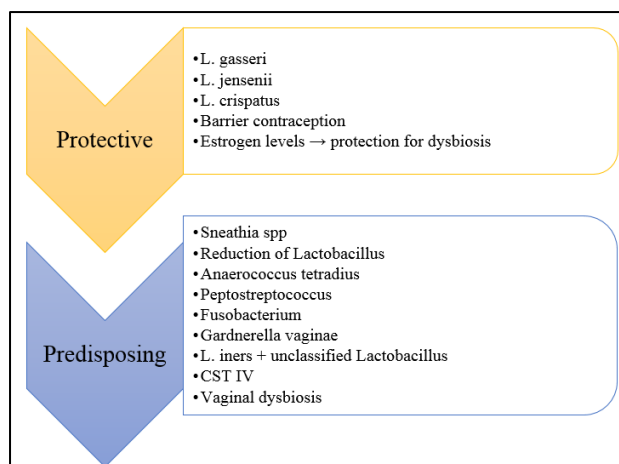 Protective
•L. gasseri
•L. jensenii
•L. crispatus
•Barrier contraception
•Estrogen levels → protection for dysbiosis
Predisposing
•Sneathia spp
•Reduction of Lactobacillus
•Anaerococcus tetradius
•Peptostreptococcus
•Fusobacterium
•Gardnerella vaginae
•L. iners + unclassified Lactobacillus
•CST IV
•Vaginal dysbiosis